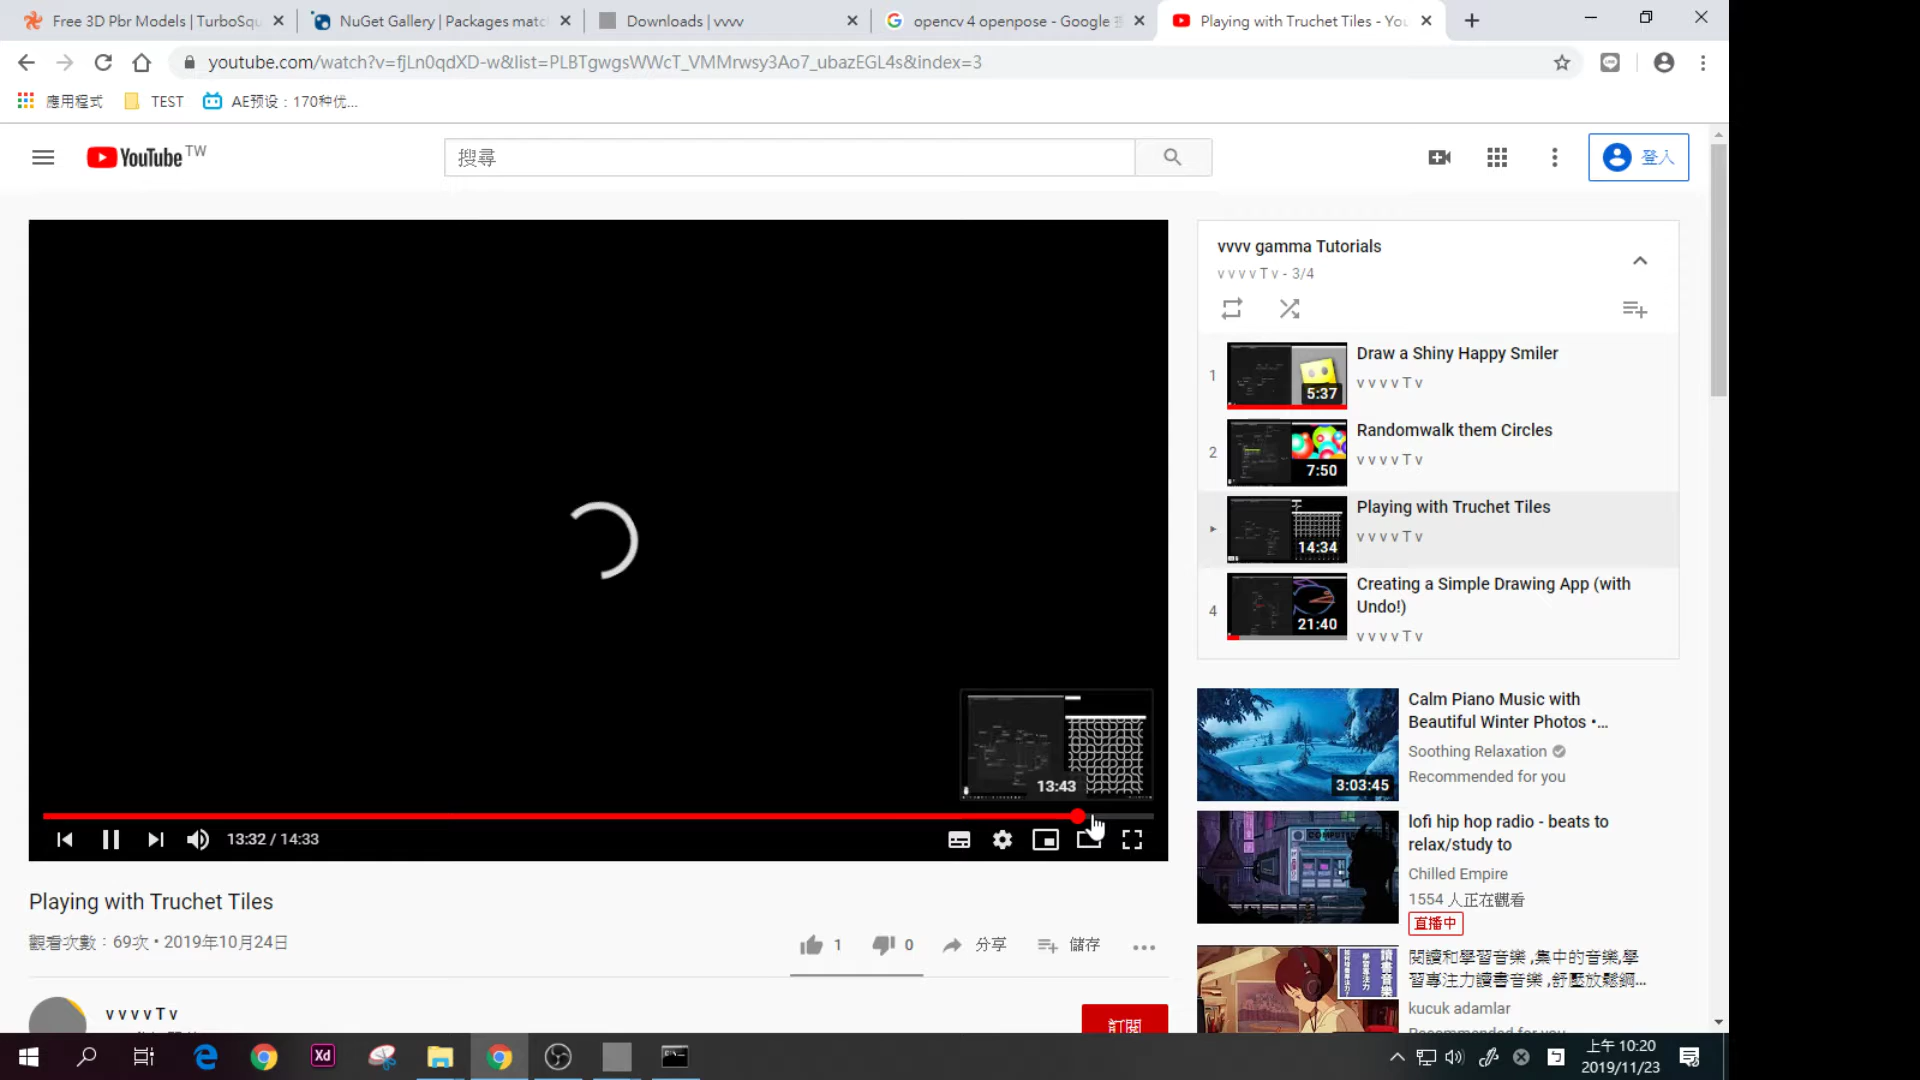 Free 3D Pbr Models | TurboSqu
NuGet Gallery | Packages matc
Downloads | vvvv
opencv 4 openpose - Google
Playing with Truchet Tiles - You
youtube.com/watch?v=fjLn0qdXD-w&list=PLBTgwgsWWcT_VMMrwsy3Ao7_ubazEGL4s&index=3
應用程式
TEST
AE预设：170种优...
YouTube TW
搜尋
登入
13:43
13:32 / 14:33
Playing with Truchet Tiles
觀看次數：69次 • 2019年10月24日
1
0
分享
儲存
v v v v T v
訂閱
vvvv gamma Tutorials
v v v v T v - 3/4
1
5:37
Draw a Shiny Happy Smiler
v v v v T v
2
7:50
Randomwalk them Circles
v v v v T v
14:34
Playing with Truchet Tiles
v v v v T v
4
21:40
Creating a Simple Drawing App (with
Undo!)
v v v v T v
3:03:45
Calm Piano Music with
Beautiful Winter Photos •...
Soothing Relaxation
Recommended for you
lofi hip hop radio - beats to
relax/study to
Chilled Empire
1554 人正在觀看
直播中
閱讀和學習音樂 ,集中的音樂,學
習專注力讀書音樂 ,舒壓放鬆鋼...
kucuk adamlar
Recommended for you
讀書音樂
Xd
上午 10:20
2019/11/23